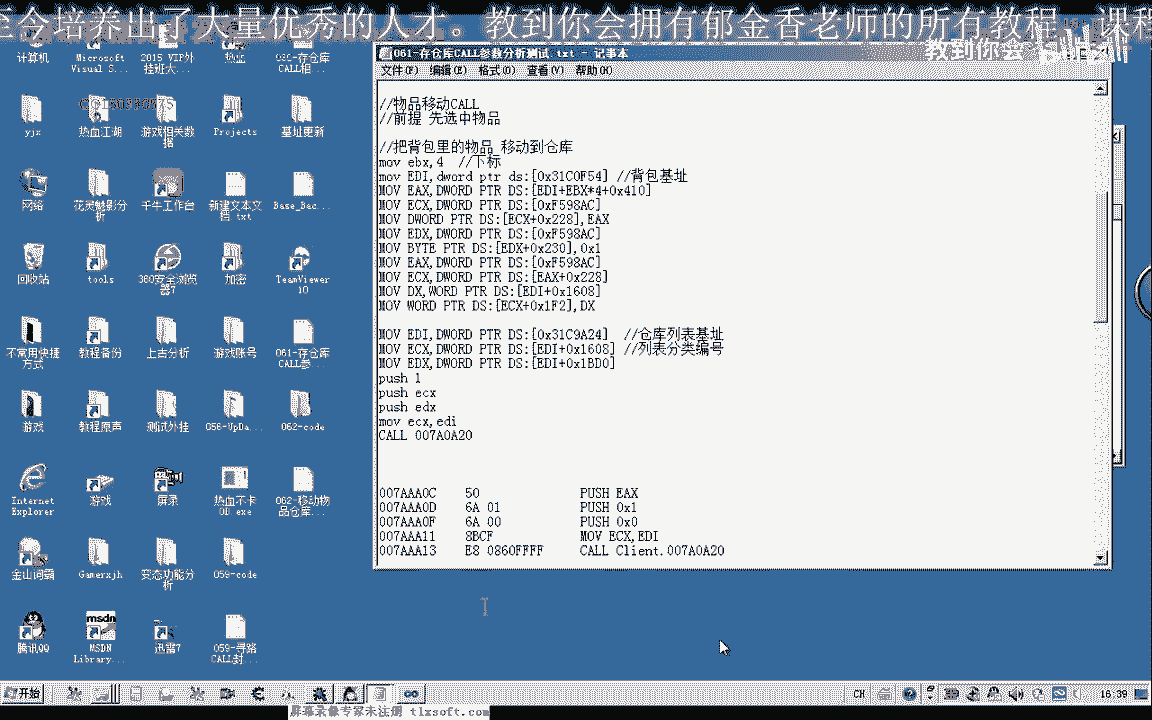 至今培养出了大量优秀的人才。教到你会拥有郁金香老师的所有教程、课程
教到你会 bilibili
计算机
Microsoft Visual S...
2015 VIP外挂班大...
yjx
热血江湖
游戏相关数据
Projects
基址更新
网络
花灵魅影分析
千牛工作台
新建文本文档.txt
Base_Bac...
回收站
tools
360安全浏览器7
加密
TeamViewer 10
不常用快捷方式
教程备份
上古分析
游戏账号
061-存仓库CALL参...
游戏
教程原声
测试外挂
058-UpDa...
062-code
Internet Explorer
游戏
屏录
热血不卡OD.exe
062-移动物品仓库...
金山词霸
Gamerxjh
变态功能分析
059-code
腾讯QQ
MSDN Library...
迅雷7
059-寻路CALL封...
061-存仓库CALL参数分析测试.txt - 记事本
文件(F) 编辑(E) 格式(O) 查看(V) 帮助(H)
//物品移动CALL
//前提 先选中物品
//把背包里的物品 移动到仓库
mov ebx,4  //下标
mov EDI,dword ptr ds:[0x31C0F54] //背包基址
MOV EAX,DWORD PTR DS:[EDI+EBX*4+0x410]
MOV ECX,DWORD PTR DS:[0xF598AC]
MOV DWORD PTR DS:[ECX+0x228],EAX
MOV EDX,DWORD PTR DS:[0xF598AC]
MOV BYTE PTR DS:[EDX+0x230],0x1
MOV EAX,DWORD PTR DS:[0xF598AC]
MOV ECX,DWORD PTR DS:[EAX+0x228]
MOV DX,WORD PTR DS:[EDI+0x1608]
MOV WORD PTR DS:[ECX+0x1F2],DX
MOV EDI,DWORD PTR DS:[0x31C9A24]  //仓库列表基址
MOV ECX,DWORD PTR DS:[EDI+0x1608] //列表分类编号
MOV EDX,DWORD PTR DS:[EDI+0x1BD0]
push 1
push ecx
push edx
mov ecx,edi
CALL 007A0A20
007AAA0C    50            PUSH EAX
007AAA0D    6A 01         PUSH 0x1
007AAA0F    6A 00         PUSH 0x0
007AAA11    8BCF          MOV ECX,EDI
007AAA13    E8 0860FFFF   CALL Client.007A0A20
开始
CH
16:39
屏幕录像专家未注册 tlxsoft.com